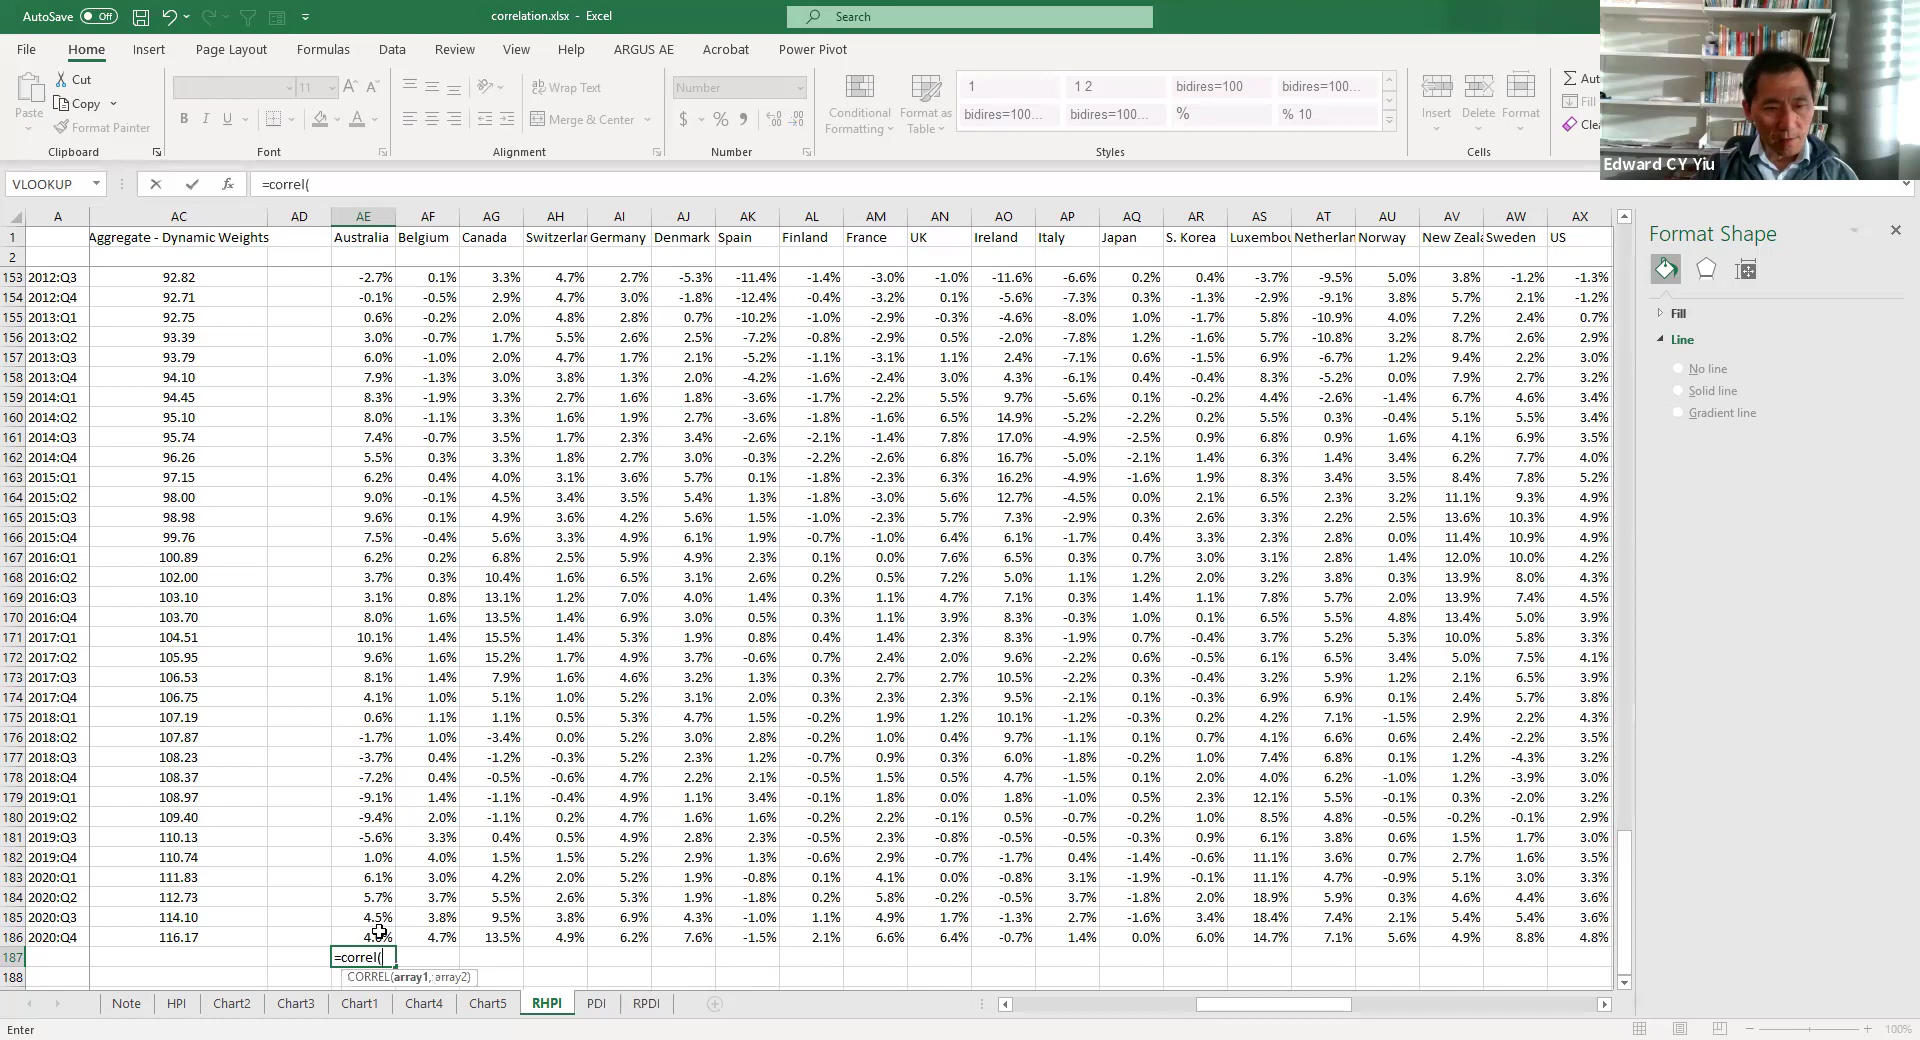 AutoSave Off correlation.xlsx - Excel Search
File Home Insert Page Layout Formulas Data Review View Help ARGUS AE Acrobat Power Pivot
Paste Cut Copy Format Painter Clipboard
11 A A B I U A Font
Wrap Text Merge & Center Alignment
Number $ % Number
Conditional Formatting Format as Table 1 1 2 bidires=100 bidires=100... bidires=100... bidires=100... % % 10 Styles
Insert Delete Format Cells
Σ Aut Fill Clea
Edward CY Yiu
VLOOKUP fx =correl(
A AC AD AE AF AG AH AI AJ AK AL AM AN AO AP AQ AR AS AT AU AV AW AX
1 Aggregate - Dynamic Weights Australia Belgium Canada Switzerlar Germany Denmark Spain Finland France UK Ireland Italy Japan S. Korea Luxembou Netherlan Norway New Zeala Sweden US
2
153 2012:Q3 92.82 -2.7% 0.1% 3.3% 4.7% 2.7% -5.3% -11.4% -1.4% -3.0% -1.0% -11.6% -6.6% 0.2% 0.4% -3.7% -9.5% 5.0% 3.8% -1.2% -1.3%
154 2012:Q4 92.71 -0.1% -0.5% 2.9% 4.7% 3.0% -1.8% -12.4% -0.4% -3.2% 0.1% -5.6% -7.3% 0.3% -1.3% -2.9% -9.1% 3.8% 5.7% 2.1% -1.2%
155 2013:Q1 92.75 0.6% -0.2% 2.0% 4.8% 2.8% 0.7% -10.2% -1.0% -2.9% -0.3% -4.6% -8.0% 1.0% -1.7% 5.8% -10.9% 4.0% 7.2% 2.4% 0.7%
156 2013:Q2 93.39 3.0% -0.7% 1.7% 5.5% 2.6% 2.5% -7.2% -0.8% -2.9% 0.5% -2.0% -7.8% 1.2% -1.6% 5.7% -10.8% 3.2% 8.7% 2.6% 2.9%
157 2013:Q3 93.79 6.0% -1.0% 2.0% 4.7% 1.7% 2.1% -5.2% -1.1% -3.1% 1.1% 2.4% -7.1% 0.6% -1.5% 6.9% -6.7% 1.2% 9.4% 2.2% 3.0%
158 2013:Q4 94.10 7.9% -1.3% 3.0% 3.8% 1.3% 2.0% -4.2% -1.6% -2.4% 3.0% 4.3% -6.1% 0.4% -0.4% 8.3% -5.2% 0.0% 7.9% 2.7% 3.2%
159 2014:Q1 94.45 8.3% -1.9% 3.3% 2.7% 1.6% 1.8% -3.6% -1.7% -2.2% 5.5% 9.7% -5.6% 0.1% -0.2% 4.4% -2.6% -1.4% 6.7% 4.6% 3.4%
160 2014:Q2 95.10 8.0% -1.1% 3.3% 1.6% 1.9% 2.7% -3.6% -1.8% -1.6% 6.5% 14.9% -5.2% -2.2% 0.2% 5.5% 0.3% -0.4% 5.1% 5.5% 3.4%
161 2014:Q3 95.74 7.4% -0.7% 3.5% 1.7% 2.3% 3.4% -2.6% -2.1% -1.4% 7.8% 17.0% -4.9% -2.5% 0.9% 6.8% 0.9% 1.6% 4.1% 6.9% 3.5%
162 2014:Q4 96.26 5.5% 0.3% 3.3% 1.8% 2.7% 3.0% -0.3% -2.2% -2.6% 6.8% 16.7% -5.0% -2.1% 1.4% 6.3% 1.4% 3.4% 6.2% 7.7% 4.0%
163 2015:Q1 97.15 6.2% 0.4% 4.0% 3.1% 3.6% 5.7% 0.1% -1.8% -2.3% 6.3% 16.2% -4.9% -1.6% 1.9% 8.3% 3.4% 3.5% 8.4% 7.8% 5.2%
164 2015:Q2 98.00 9.0% -0.1% 4.5% 3.4% 3.5% 5.4% 1.3% -1.8% -3.0% 5.6% 12.7% -4.5% 0.0% 2.1% 6.5% 2.3% 3.2% 11.1% 9.3% 4.9%
165 2015:Q3 98.98 9.6% 0.1% 4.9% 3.6% 4.2% 5.6% 1.5% -1.0% -2.3% 5.7% 7.3% -2.9% 0.3% 2.6% 3.3% 2.2% 2.5% 13.6% 10.3% 4.9%
166 2015:Q4 99.76 7.5% -0.4% 5.6% 3.3% 4.9% 6.1% 1.9% -0.7% -1.0% 6.4% 6.1% -1.7% 0.4% 3.3% 2.3% 2.8% 0.0% 11.4% 10.9% 4.9%
167 2016:Q1 100.89 6.2% 0.2% 6.8% 2.5% 5.9% 4.9% 2.3% 0.1% 0.0% 7.6% 6.5% 0.3% 0.7% 3.0% 3.1% 2.8% 1.4% 12.0% 10.0% 4.2%
168 2016:Q2 102.00 3.7% 0.3% 10.4% 1.6% 6.5% 3.1% 2.6% 0.2% 0.5% 7.2% 5.0% 1.1% 1.2% 2.0% 3.2% 3.8% 0.3% 13.9% 8.0% 4.3%
169 2016:Q3 103.10 3.1% 0.8% 13.1% 1.2% 7.0% 4.0% 1.4% 0.3% 1.1% 4.7% 7.1% 0.3% 1.4% 1.1% 7.8% 5.7% 2.0% 13.9% 7.4% 4.5%
170 2016:Q4 103.70 8.0% 1.6% 13.5% 1.4% 6.9% 3.0% 0.5% 0.3% 1.1% 3.9% 8.3% -0.3% 1.0% 0.1% 6.5% 5.5% 4.8% 13.4% 5.0% 3.9%
171 2017:Q1 104.51 10.1% 1.4% 15.5% 1.4% 5.3% 1.9% 0.8% 0.4% 1.4% 2.3% 8.3% -1.9% 0.7% -0.4% 3.7% 5.2% 5.3% 10.0% 5.8% 3.3%
172 2017:Q2 105.95 9.6% 1.6% 15.2% 1.7% 4.9% 3.7% -0.6% 0.7% 2.4% 2.0% 9.6% -2.2% 0.6% -0.5% 6.1% 6.5% 3.4% 5.0% 7.5% 4.1%
173 2017:Q3 106.53 8.1% 1.4% 7.9% 1.6% 4.6% 3.2% 1.3% 0.3% 2.7% 2.7% 10.5% -2.2% 0.3% -0.4% 3.2% 5.9% 1.2% 2.1% 6.5% 3.9%
174 2017:Q4 106.75 4.1% 1.0% 5.1% 1.0% 5.2% 3.1% 2.0% 0.3% 2.3% 2.3% 9.5% -2.1% 0.1% -0.3% 6.9% 6.9% 0.1% 2.4% 5.7% 3.8%
175 2018:Q1 107.19 0.6% 1.1% 1.1% 0.5% 5.3% 4.7% 1.5% -0.2% 1.9% 1.2% 10.1% -1.2% -0.3% 0.2% 4.2% 7.1% -1.5% 2.9% 2.2% 4.3%
176 2018:Q2 107.87 -1.7% 1.0% -3.4% 0.0% 5.2% 3.0% 2.8% -0.2% 1.0% 0.4% 9.7% -1.1% 0.1% 0.7% 4.1% 6.6% 0.6% 2.4% -2.2% 3.5%
177 2018:Q3 108.23 -3.7% 0.4% -1.2% -0.3% 5.2% 2.3% 1.2% -0.7% 0.9% 0.3% 6.0% -1.8% -0.2% 1.0% 7.4% 6.8% 0.1% 1.2% -4.3% 3.2%
178 2018:Q4 108.37 -7.2% 0.4% -0.5% -0.6% 4.7% 2.2% 2.1% -0.5% 1.5% 0.5% 4.7% -1.5% 0.1% 2.0% 4.0% 6.2% -1.0% 1.2% -3.9% 3.0%
179 2019:Q1 108.97 -9.1% 1.4% -1.1% -0.4% 4.9% 1.1% 3.4% -0.1% 1.8% 0.0% 1.8% -1.0% 0.5% 2.3% 12.1% 5.5% -0.1% 0.3% -2.0% 3.2%
180 2019:Q2 109.40 -9.4% 2.0% -1.1% 0.2% 4.7% 1.6% 1.6% -0.2% 2.2% -0.1% 0.5% -0.7% -0.2% 1.0% 8.5% 4.8% -0.5% -0.2% -0.1% 2.9%
181 2019:Q3 110.13 -5.6% 3.3% 0.4% 0.5% 4.9% 2.8% 2.3% -0.5% 2.3% -0.8% -0.5% -0.5% -0.3% 0.9% 6.1% 3.8% 0.6% 1.5% 1.7% 3.0%
182 2019:Q4 110.74 1.0% 4.0% 1.5% 1.5% 5.2% 2.9% 1.3% -0.6% 2.9% -0.7% -1.7% 0.4% -1.4% -0.6% 11.1% 3.6% 0.7% 2.7% 1.6% 3.5%
183 2020:Q1 111.83 6.1% 3.0% 4.2% 2.0% 5.2% 1.9% -0.8% 0.1% 4.1% 0.0% -0.8% 3.1% -1.9% -0.1% 11.1% 4.7% -0.9% 5.1% 3.0% 3.3%
184 2020:Q2 112.73 5.7% 3.7% 5.5% 2.6% 5.3% 1.9% -1.8% 0.2% 5.8% -0.2% -0.5% 3.7% -1.8% 2.0% 18.9% 5.9% 0.3% 4.6% 4.4% 3.6%
185 2020:Q3 114.10 4.5% 3.8% 9.5% 3.8% 6.9% 4.3% -1.0% 1.1% 4.9% 1.7% -1.3% 2.7% -1.6% 3.4% 18.4% 7.4% 2.1% 5.4% 5.4% 3.6%
186 2020:Q4 116.17 4.7% 13.5% 4.9% 6.2% 7.6% -1.5% 2.1% 6.6% 6.4% -0.7% 1.4% 0.0% 6.0% 14.7% 7.1% 5.6% 4.9% 8.8% 4.8%
187 =correl(
188 CORREL(array1, array2)
Note HPI Chart2 Chart3 Chart1 Chart4 Chart5 RHPI PDI RPDI
Enter 100%
Format Shape
Fill
Line
No line
Solid line
Gradient line